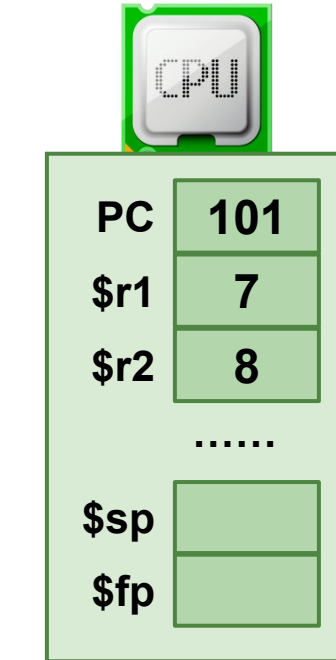 CPU
PC 101
$r1 7
$r2 8
......
$sp
$fp